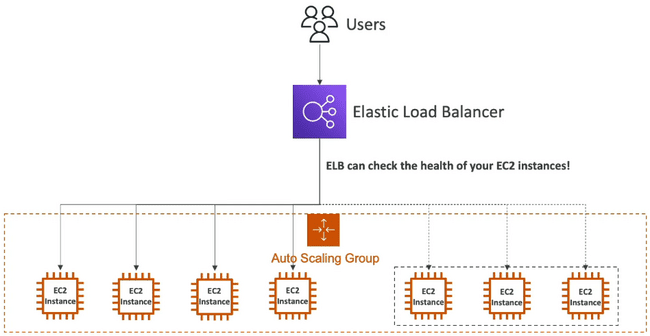 Users
Elastic Load Balancer
ELB can check the health of your EC2 instances!
Auto Scaling Group
EC2
Instance
EC2
Instance
EC2
Instance
EC2
Instance
EC2
Instance
EC2
Instance
EC2
Instance